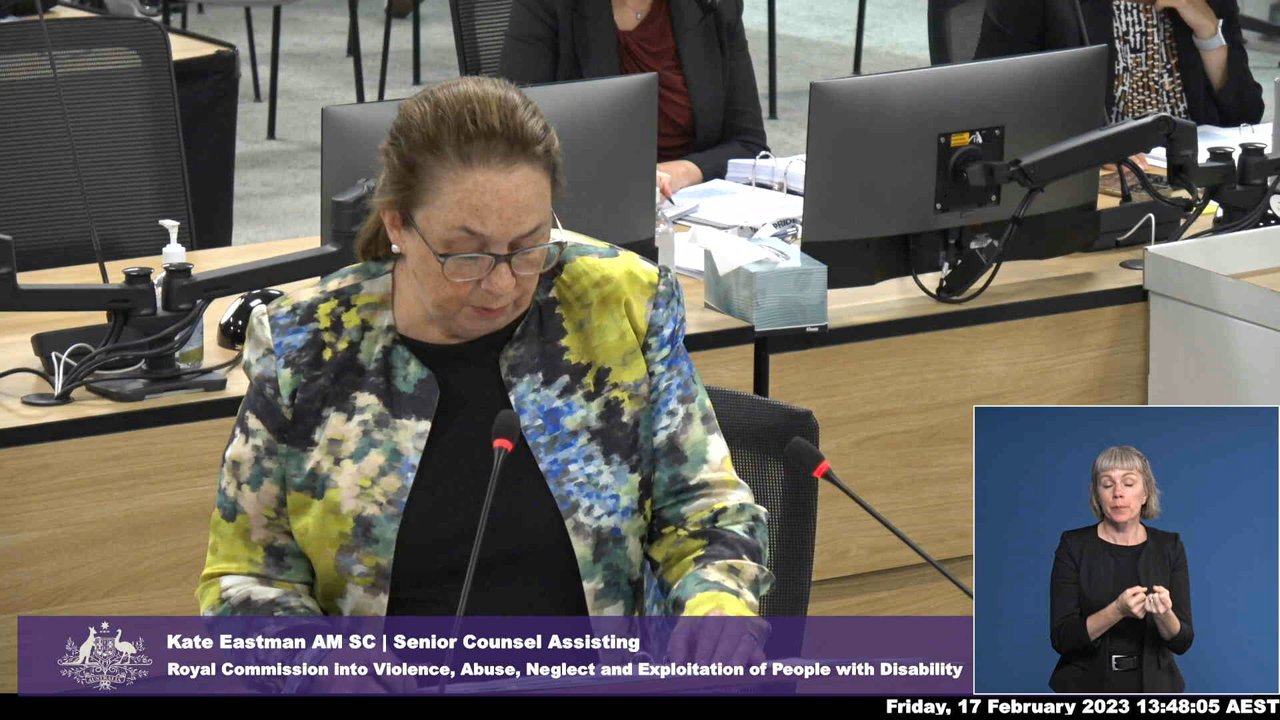 Kate Eastman AM SC | Senior Counsel Assisting
Royal Commission into Violence, Abuse, Neglect and Exploitation of People with Disability
Friday, 17 February 2023 13:48:05 AEST